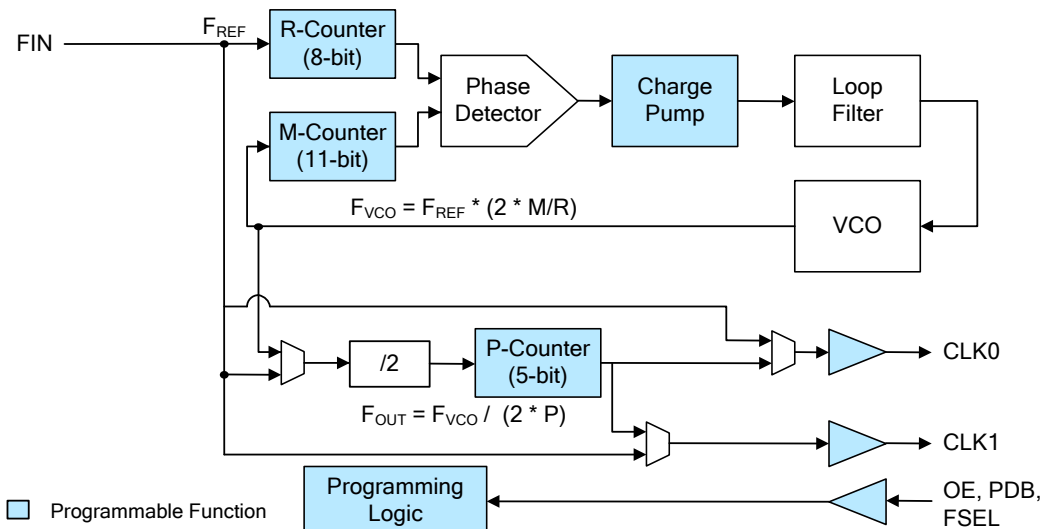 FIN
FREF
R-Counter
(8-bit)
M-Counter
(11-bit)
Phase
Detector
Charge
Pump
Loop
Filter
FVCO = FREF * (2 * M/R)
VCO
/2
P-Counter
(5-bit)
FOUT = FVCO / (2 * P)
CLK0
CLK1
Programming
Logic
OE, PDB,
FSEL
Programmable Function